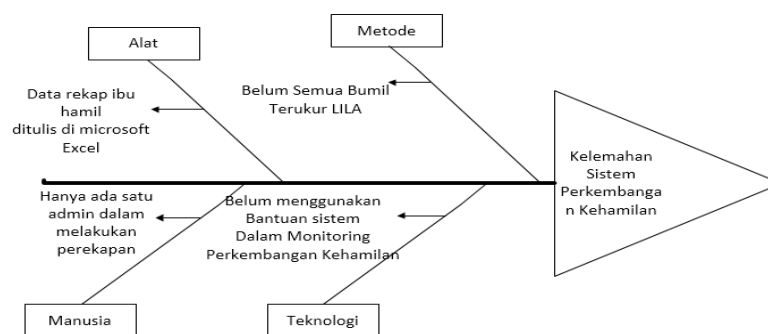 Alat
Metode
Data rekap ibu
hamil
ditulis di microsoft
Excel
Belum Semua Bumil
Terukur LILA
Kelemahan
Sistem
Perkembanga
n Kehamilan
Hanya ada satu
admin dalam
melakukan
perekapan
Belum menggunakan
Bantuan sistem
Dalam Monitoring
Perkembangan Kehamilan
Manusia
Teknologi